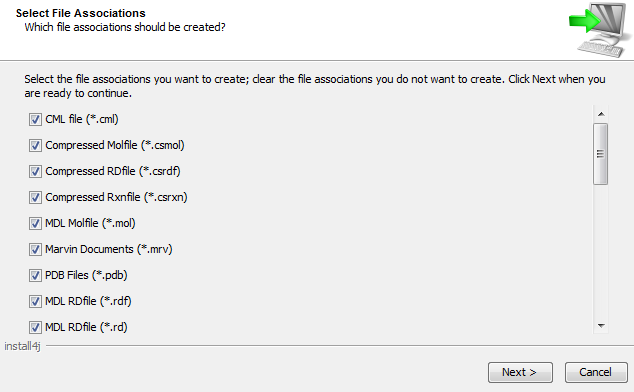 Select File Associations
Which file associations should be created?
Select the file associations you want to create; clear the file associations you do not want to create. Click Next when you
are ready to continue.
CML file (*.cml)
Compressed Molfile (*.csmol)
Compressed RDfile (*.csrdf)
Compressed Rxnfile (*.csrxn)
MDL Molfile (*.mol)
Marvin Documents (*.mrv)
PDB Files (*.pdb)
MDL RDfile (*.rdf)
MDL RDfile (*.rd)
install4j
Next >
Cancel